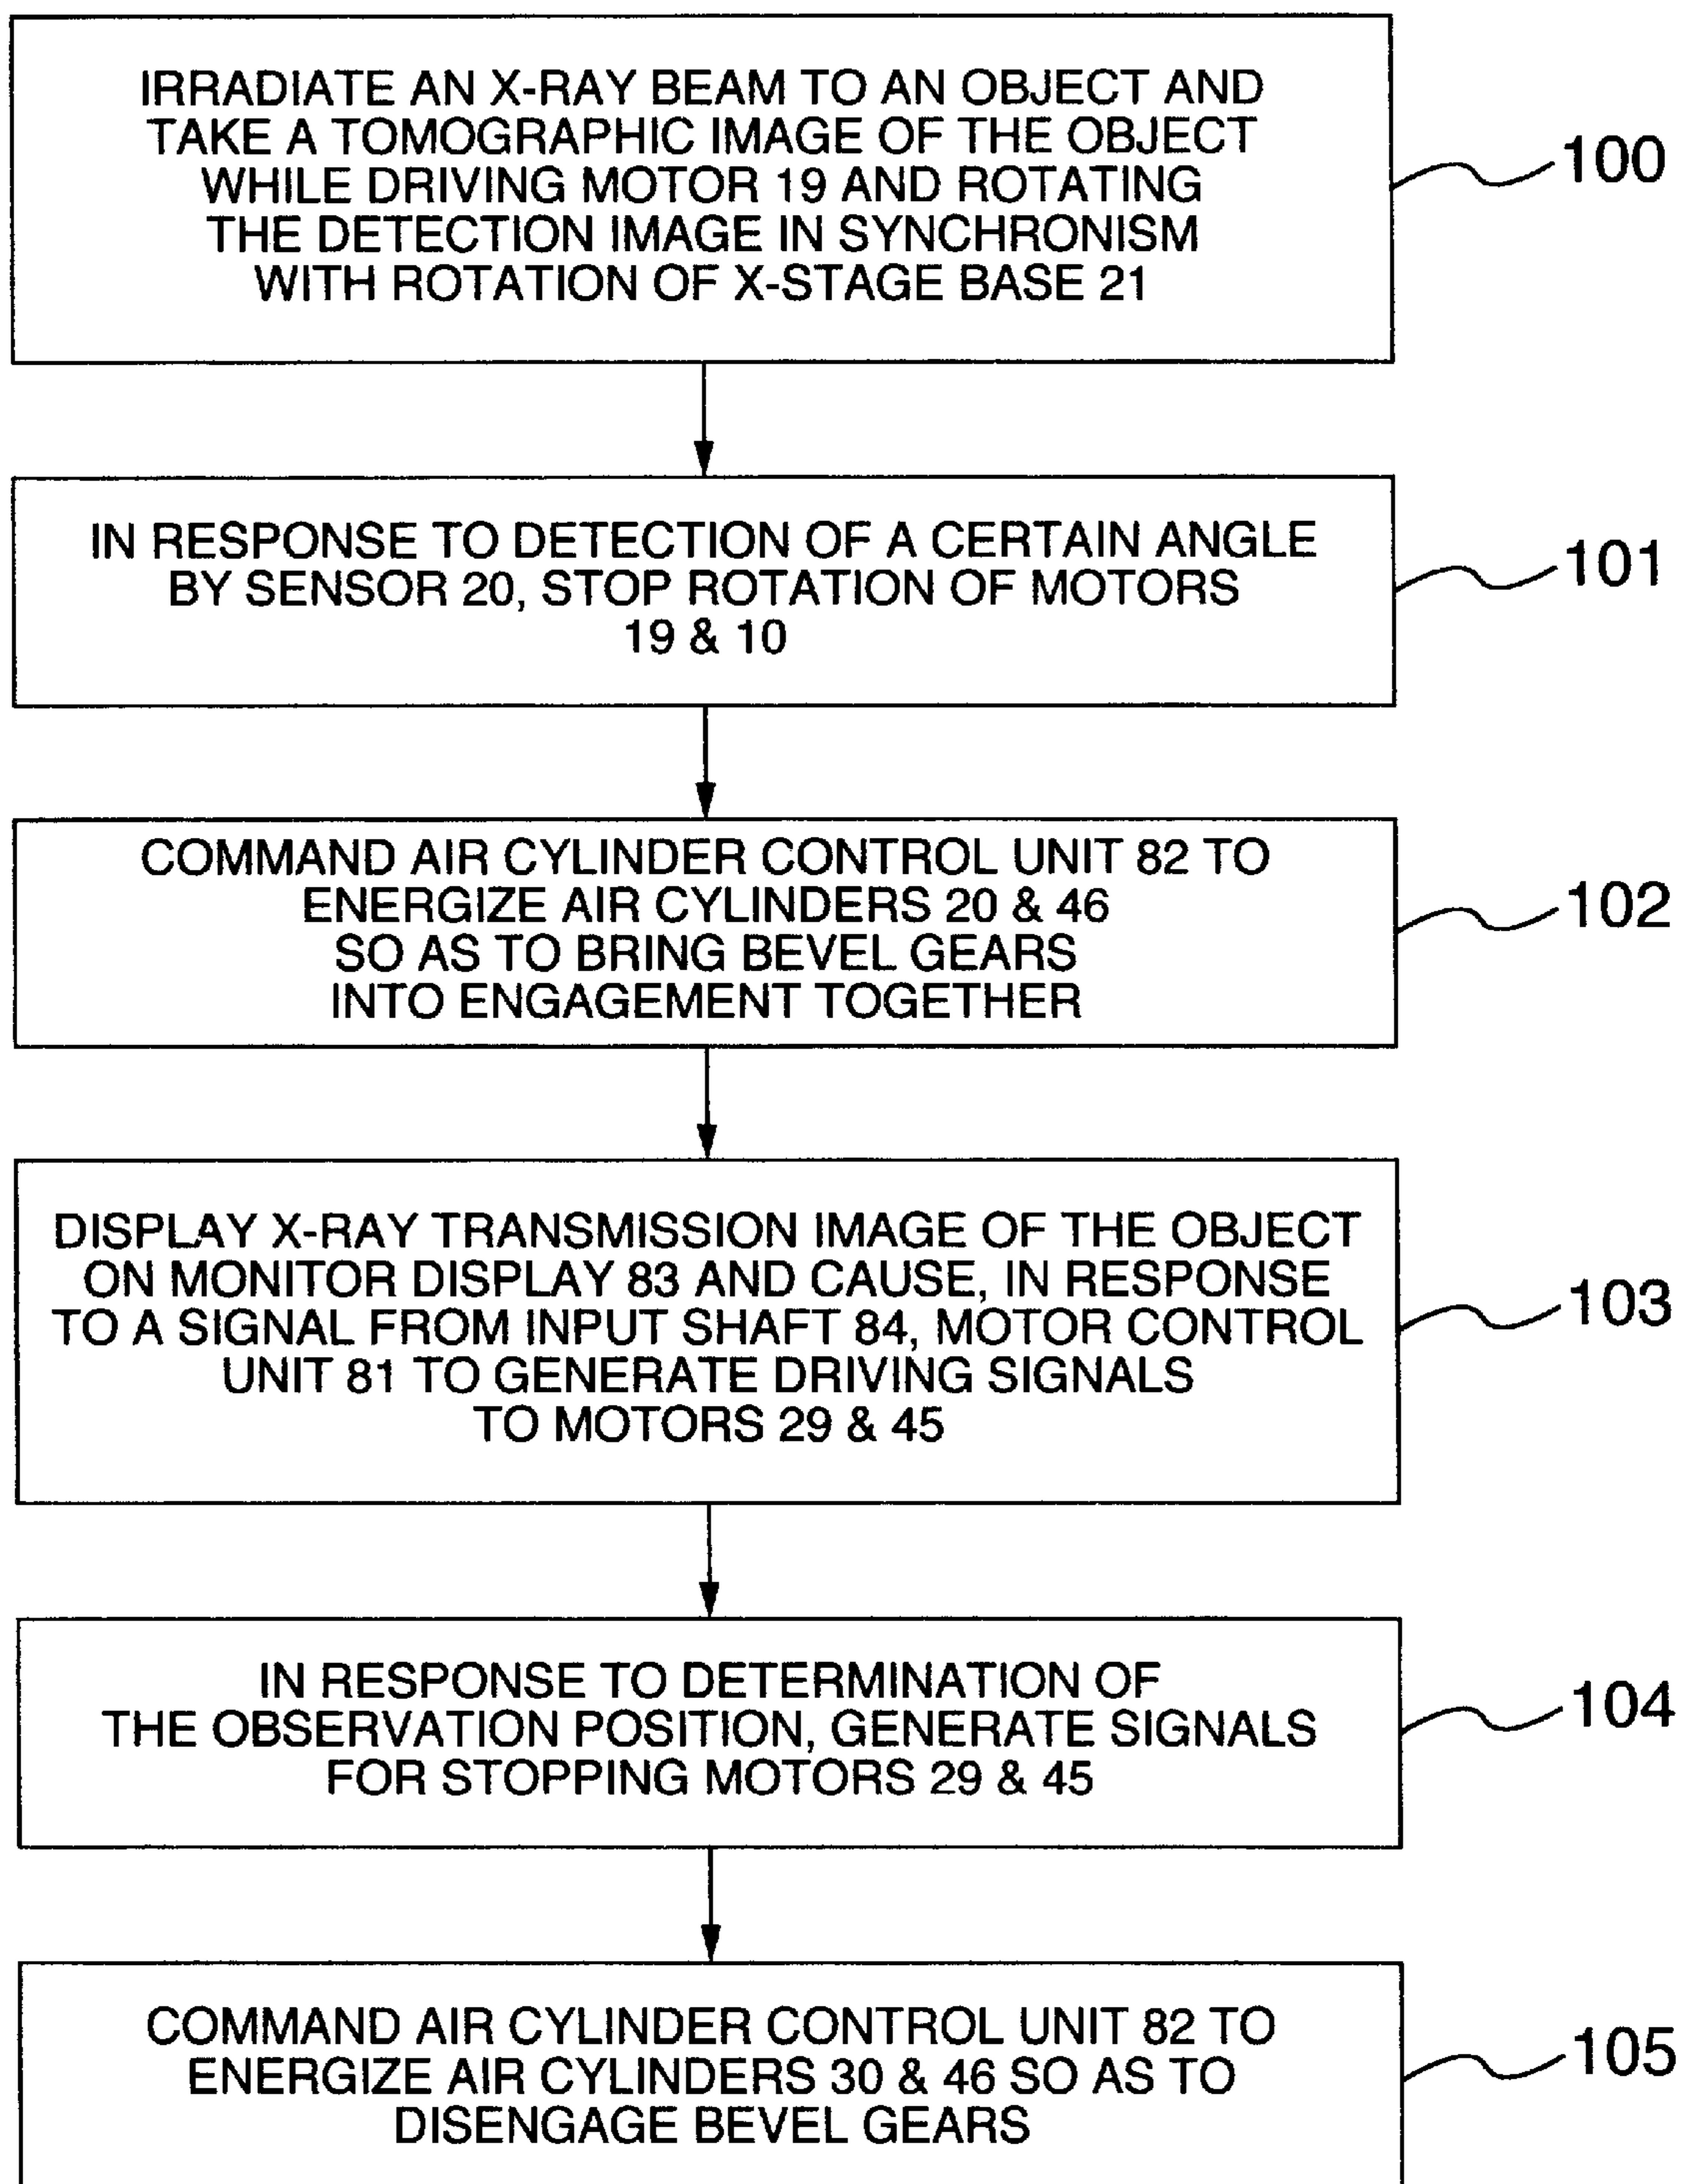 IRRADIATE AN X-RAY BEAM TO AN OBJECT AND
TAKE A TOMOGRAPHIC IMAGE OF THE OBJECT
WHILE DRIVING MOTOR 19 AND ROTATING
THE DETECTION IMAGE IN SYNCHRONISM
WITH ROTATION OF X-STAGE BASE 21
100
IN RESPONSE TO DETECTION OF A CERTAIN ANGLE
BY SENSOR 20, STOP ROTATION OF MOTORS
19 & 10
101
COMMAND AIR CYLINDER CONTROL UNIT 82 TO
ENERGIZE AIR CYLINDERS 20 & 46
SO AS TO BRING BEVEL GEARS
INTO ENGAGEMENT TOGETHER
102
DISPLAY X-RAY TRANSMISSION IMAGE OF THE OBJECT
ON MONITOR DISPLAY 83 AND CAUSE, IN RESPONSE
TO A SIGNAL FROM INPUT SHAFT 84, MOTOR CONTROL
UNIT 81 TO GENERATE DRIVING SIGNALS
TO MOTORS 29 & 45
103
IN RESPONSE TO DETERMINATION OF
THE OBSERVATION POSITION, GENERATE SIGNALS
FOR STOPPING MOTORS 29 & 45
104
COMMAND AIR CYLINDER CONTROL UNIT 82 TO
ENERGIZE AIR CYLINDERS 30 & 46 SO AS TO
DISENGAGE BEVEL GEARS
105